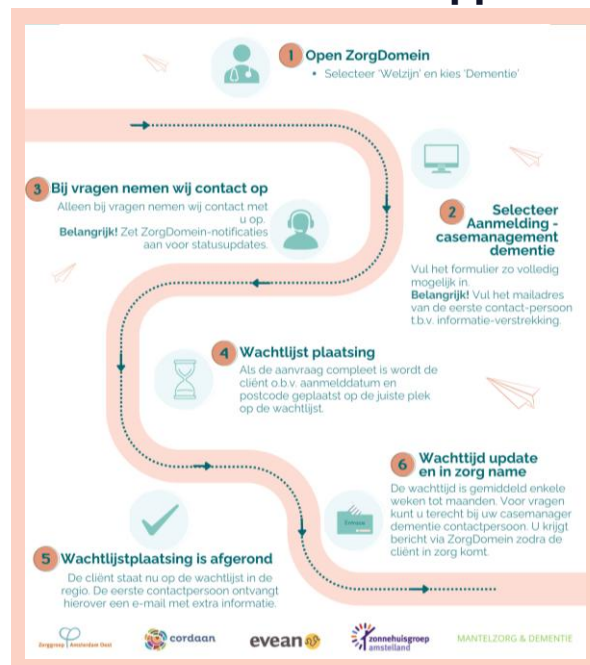 1 Open ZorgDomein
• Selecteer 'Welzijn' en kies 'Dementie'
2 Selecteer
Aanmelding -
casemanagement
dementie
Vul het formulier zo volledig
mogelijk in.
Belangrijk! Vul het mailadres
van de eerste contact-persoon
t.b.v. informatie-verstrekking.
3 Bij vragen nemen wij contact op
Alleen bij vragen nemen wij contact met
u op.
Belangrijk! Zet ZorgDomein-notificaties
aan voor statusupdates.
4 Wachtlijst plaatsing
Als de aanvraag compleet is wordt de
cliënt o.b.v. aanmelddatum en
postcode geplaatst op de juiste plek
op de wachtlijst.
5 Wachtlijstplaatsing is afgerond
De cliënt staat nu op de wachtlijst in de
regio. De eerste contactpersoon ontvangt
hierover een e-mail met extra informatie.
6 Wachttijd update
en in zorg name
De wachttijd is gemiddeld enkele
weken tot maanden. Voor vragen
kunt u terecht bij uw casemanager
dementie contactpersoon. U krijgt
bericht via ZorgDomein zodra de
cliënt in zorg komt.
Zorggroep Amsterdam Oost
cordaan
evean
zonnehuisgroep
amstelland
MANTELZORG & DEMENTIE